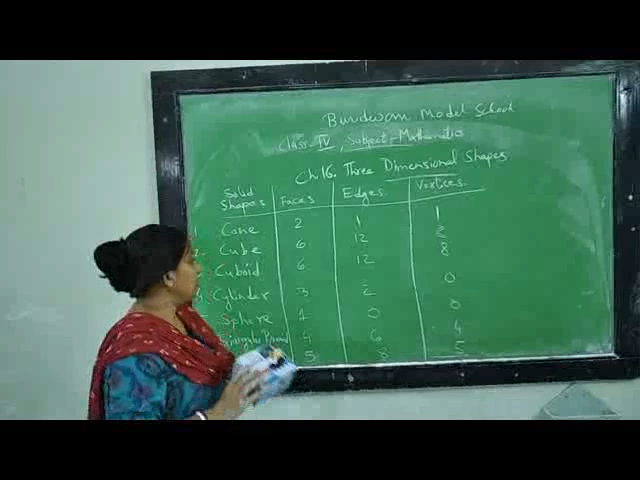 Burdwan Model School
Class-IV, Subject-Mathematics
Ch 16. Three Dimensional Shapes
Solid Shapes Faces Edges Vertices
Cone 2 1 1
Cube 6 12 8
Cuboid 6 12 8
Cylinder 3 2 0
Sphere 1 0 0
4 6 4
5 8 5